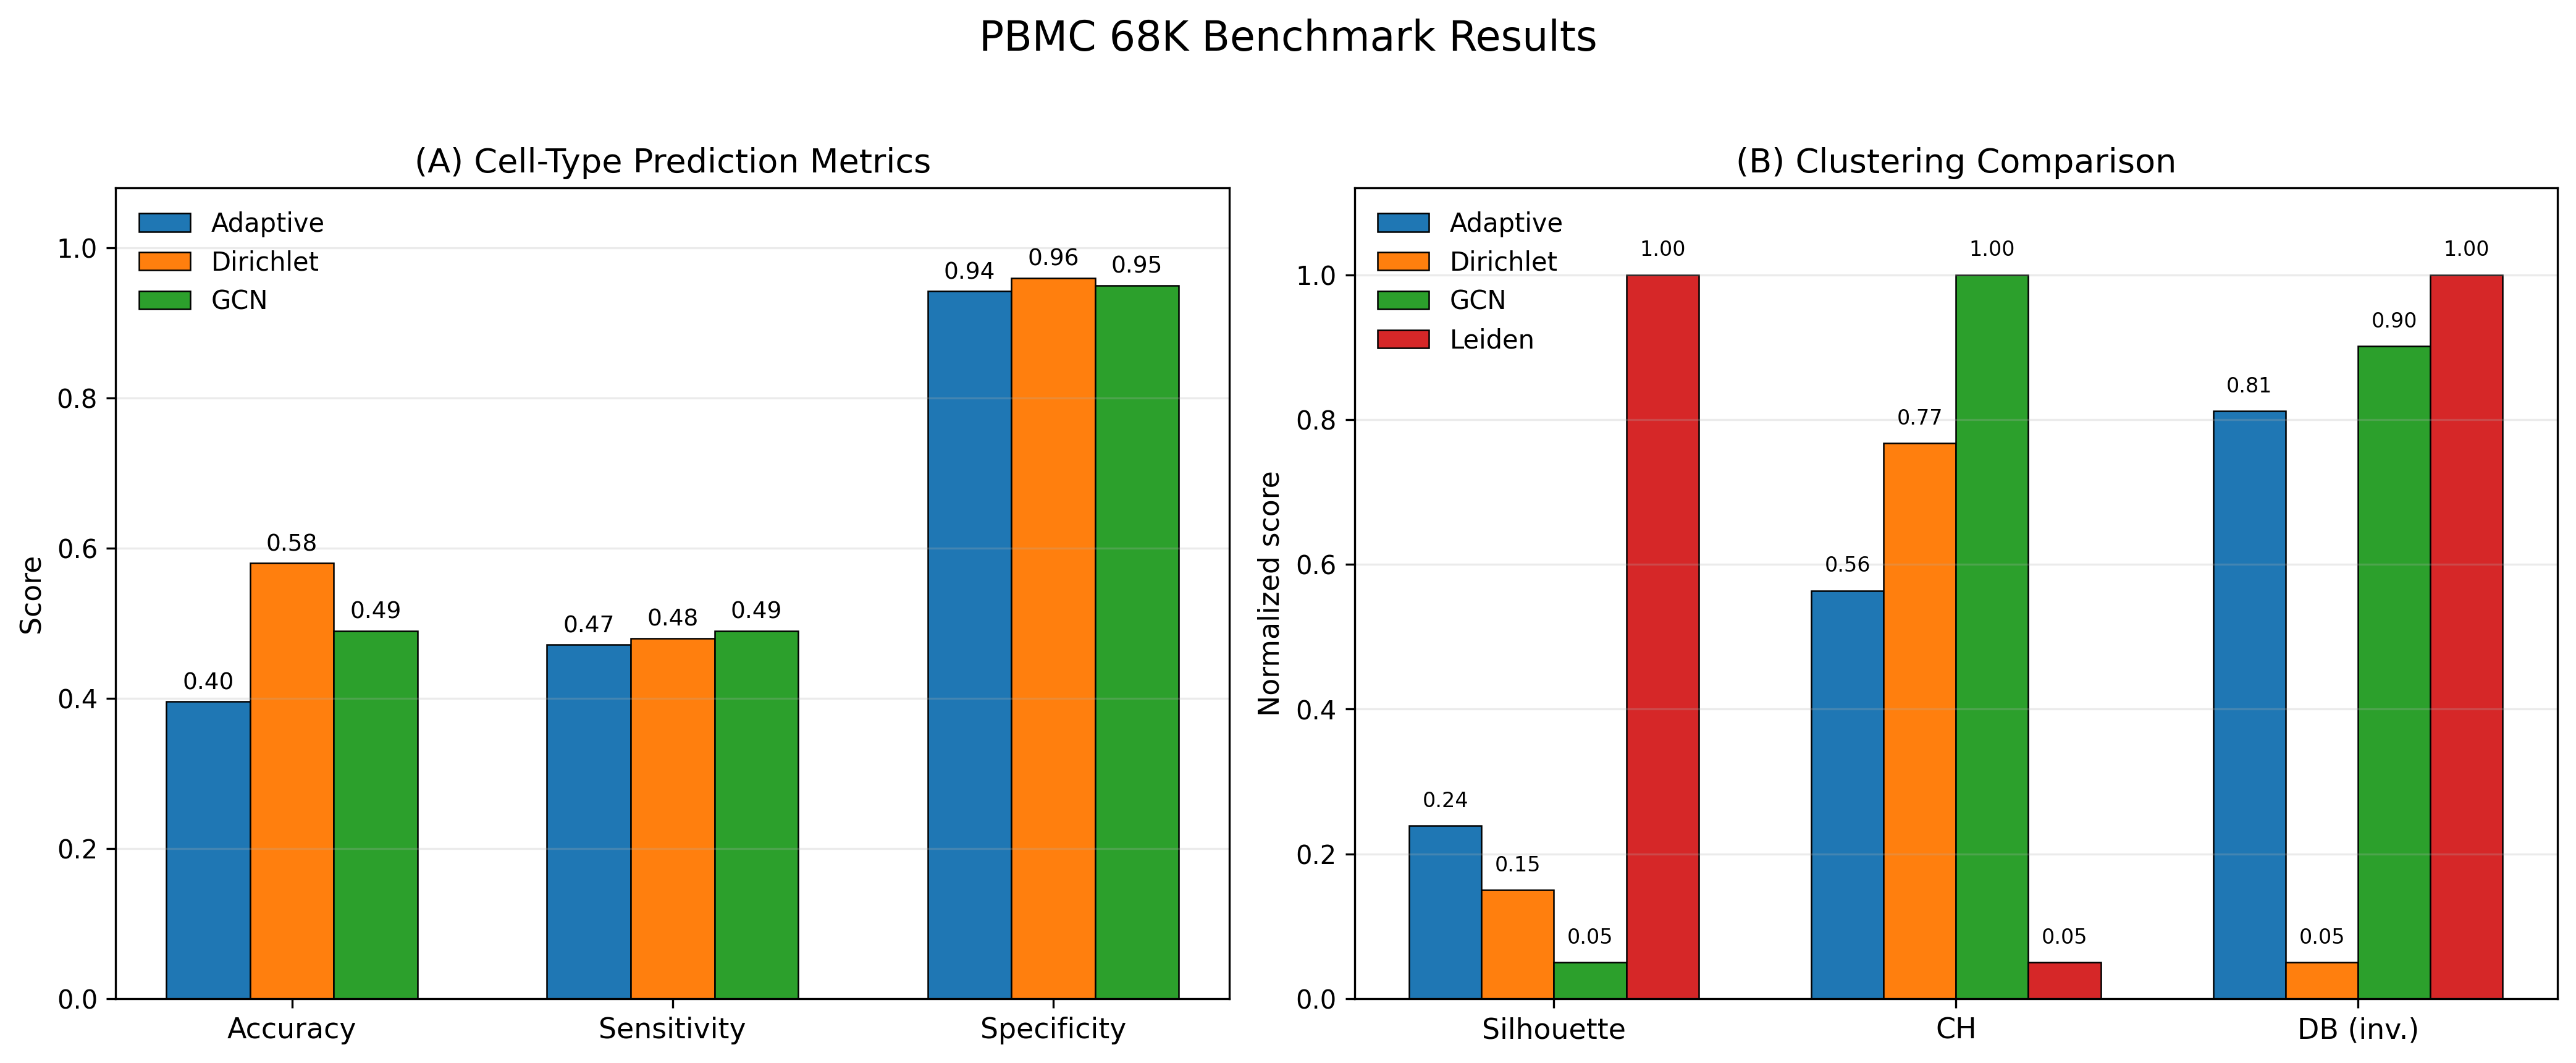 PBMC 68K Benchmark Results
(A) Cell-Type Prediction Metrics
Adaptive
Dirichlet
GCN
Score
1.0
0.8
0.6
0.4
0.2
0.0
0.40
0.58
0.49
0.47
0.48
0.49
0.94
0.96
0.95
Accuracy
Sensitivity
Specificity
(B) Clustering Comparison
Adaptive
Dirichlet
GCN
Leiden
Normalized score
1.0
0.8
0.6
0.4
0.2
0.0
0.24
0.15
0.05
1.00
0.56
0.77
1.00
0.05
0.81
0.05
0.90
1.00
Silhouette
CH
DB (inv.)